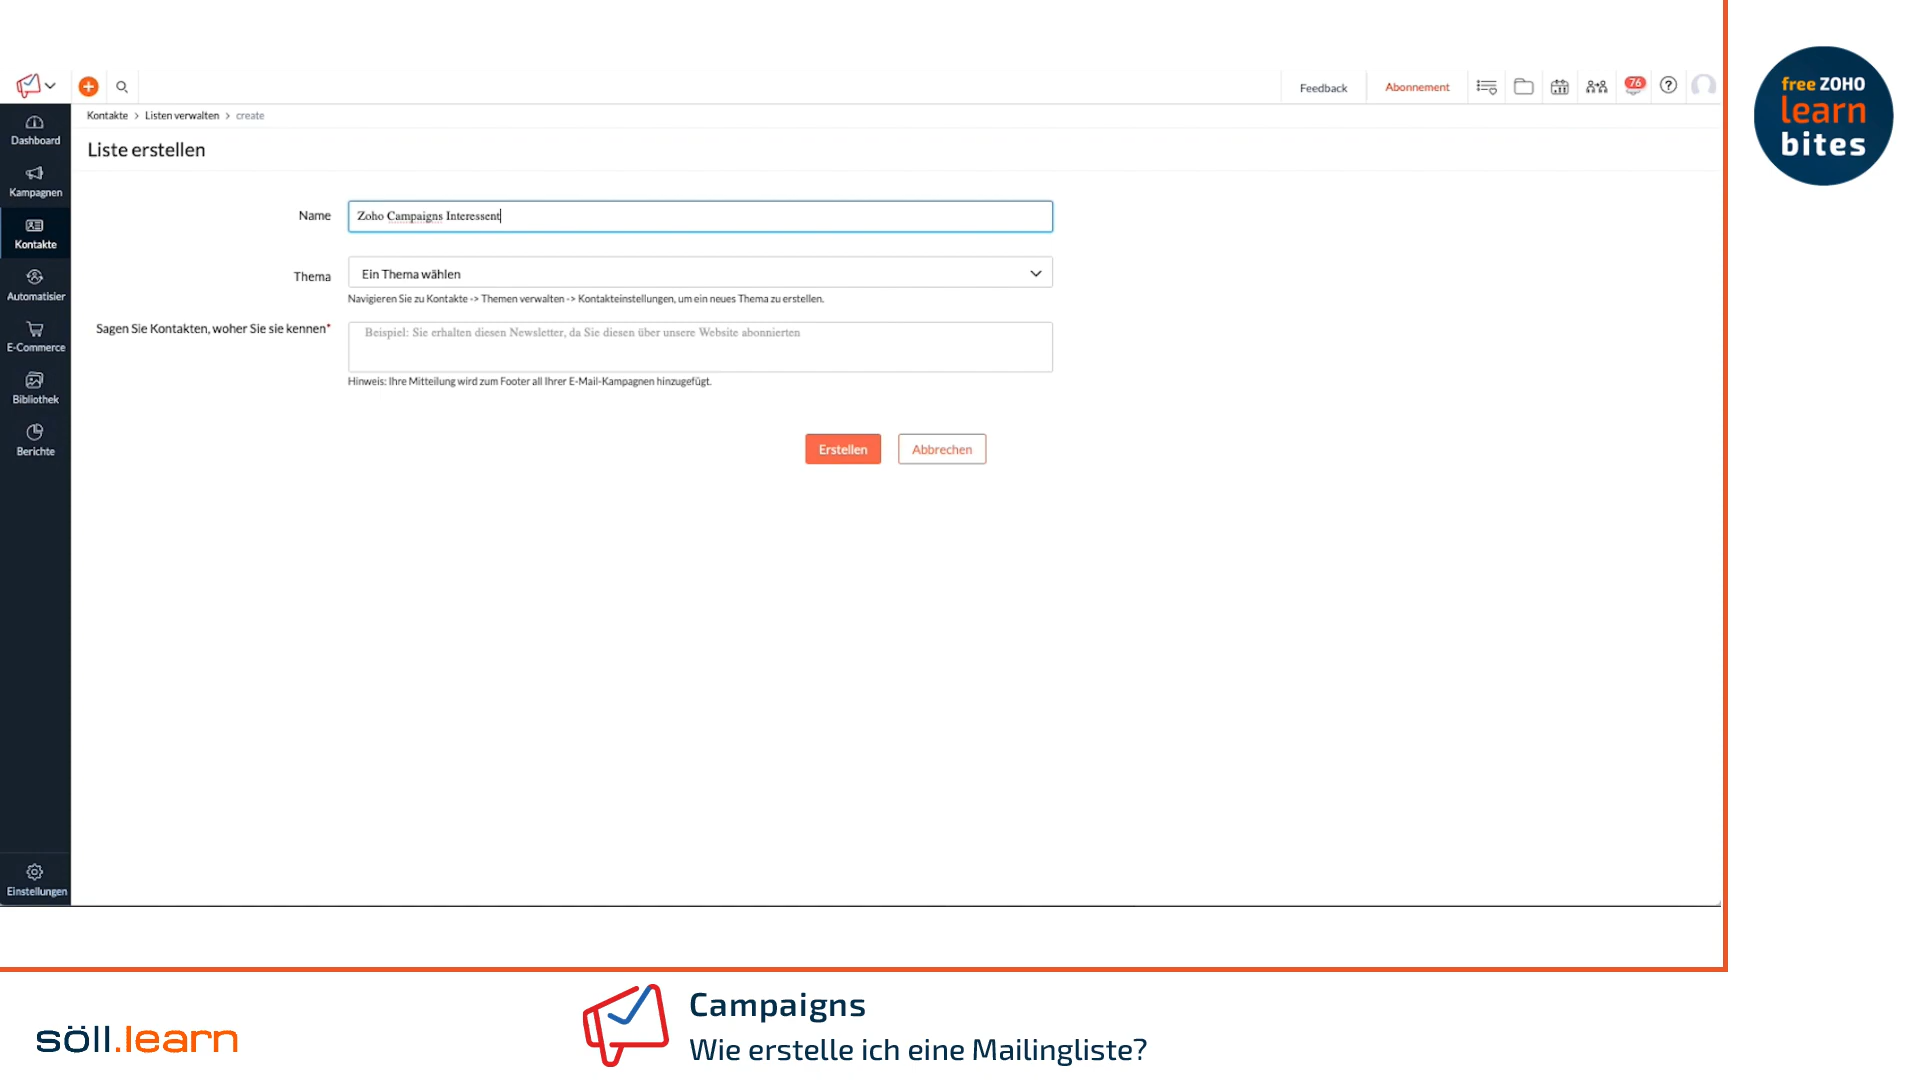 free ZOHO
learn
bites
Feedback
Abonnement
76
Kontakte > Listen verwalten > create
Dashboard
Kampagnen
Kontakte
Automatisier
E-Commerce
Bibliothek
Berichte
Einstellungen
Liste erstellen
Name
Zoho Campaigns Interessent
Thema
Ein Thema wählen
Navigieren Sie zu Kontakte -> Themen verwalten -> Kontakteinstellungen, um ein neues Thema zu erstellen.
Sagen Sie Kontakten, woher Sie sie kennen*
Beispiel: Sie erhalten diesen Newsletter, da Sie diesen über unsere Website abonnierten
Hinweis: Ihre Mitteilung wird zum Footer all Ihrer E-Mail-Kampagnen hinzugefügt.
Erstellen
Abbrechen
söll.learn
Campaigns
Wie erstelle ich eine Mailingliste?